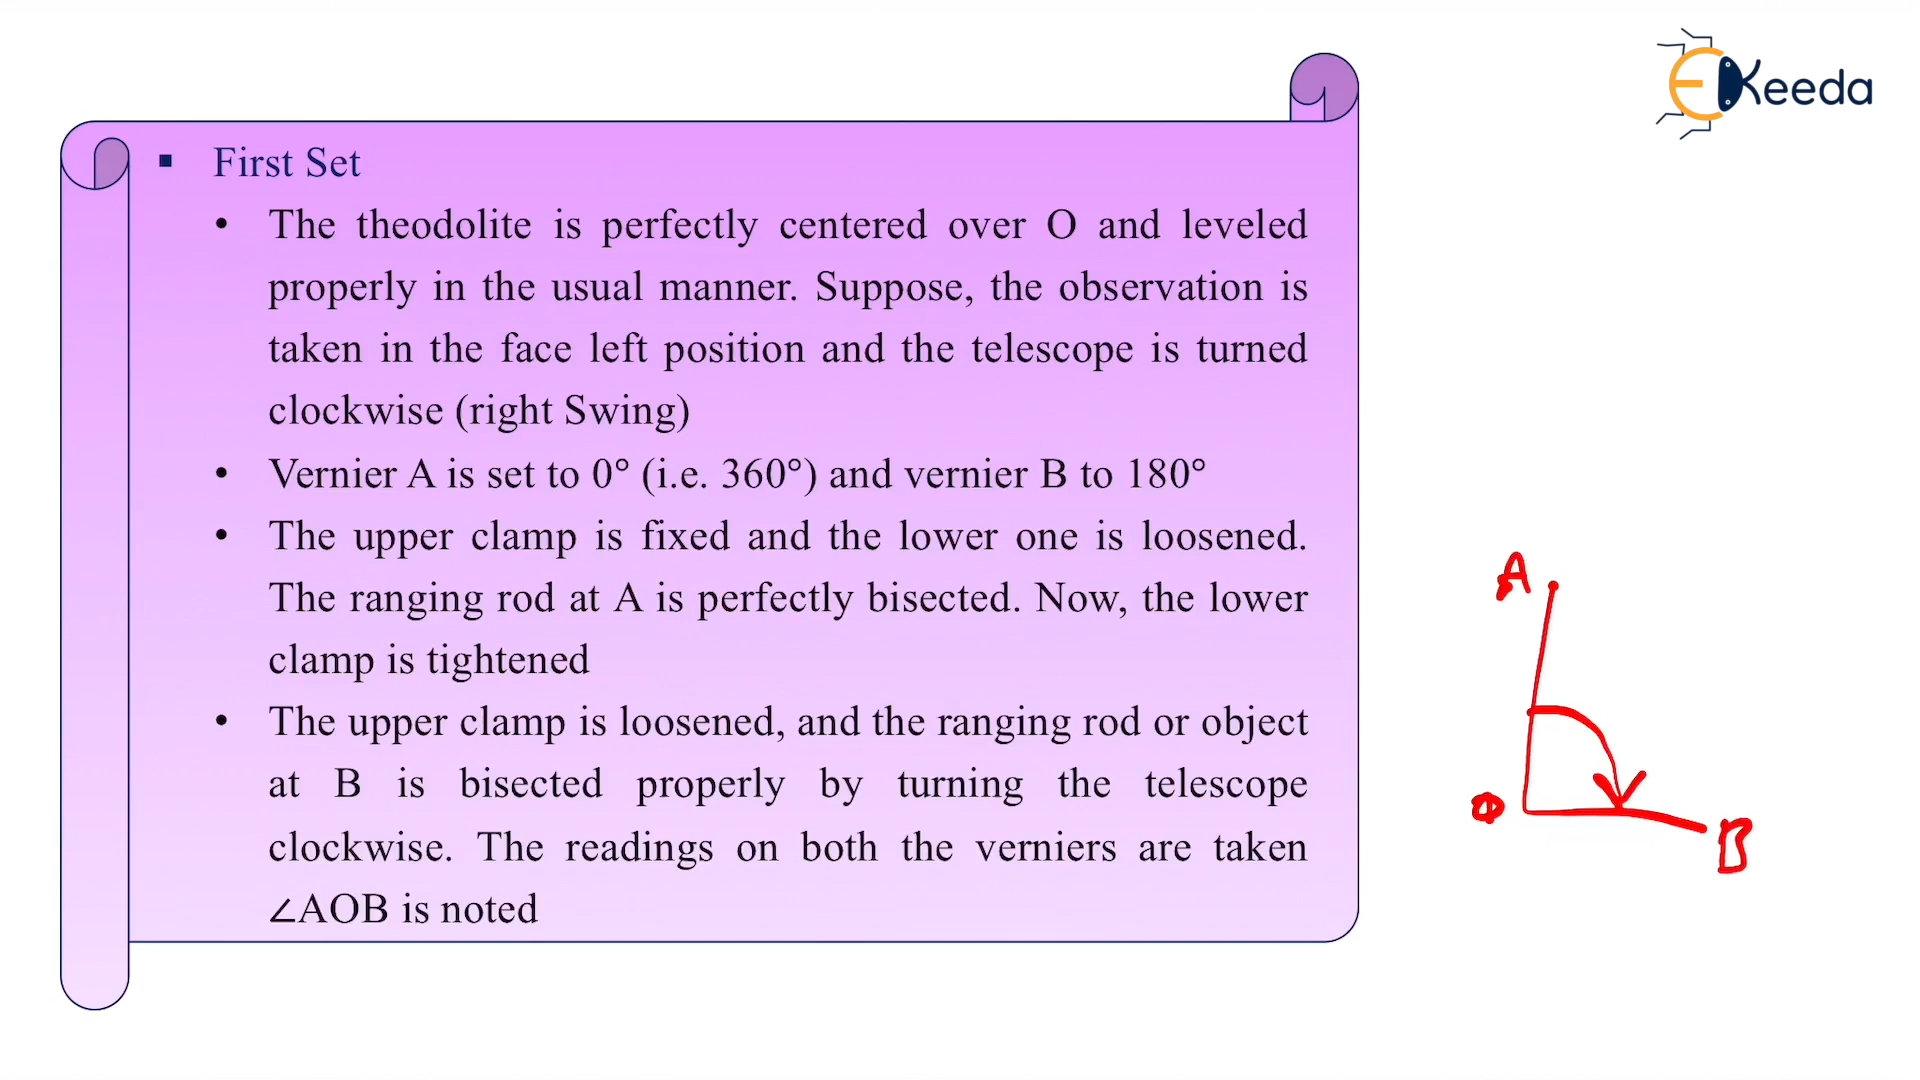 EKeeda
▪ First Set
• The theodolite is perfectly centered over O and leveled
properly in the usual manner. Suppose, the observation is
taken in the face left position and the telescope is turned
clockwise (right Swing)
• Vernier A is set to 0° (i.e. 360°) and vernier B to 180°
• The upper clamp is fixed and the lower one is loosened.
The ranging rod at A is perfectly bisected. Now, the lower
clamp is tightened
• The upper clamp is loosened, and the ranging rod or object
at B is bisected properly by turning the telescope
clockwise. The readings on both the verniers are taken
∠AOB is noted
A
O
B